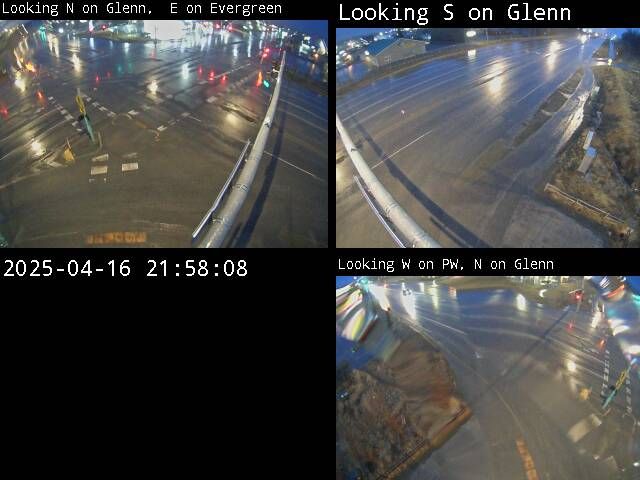 Looking N on Glenn,  E on Evergreen
Looking S on Glenn
2025-04-16 21:58:08
Looking W on PW, N on Glenn